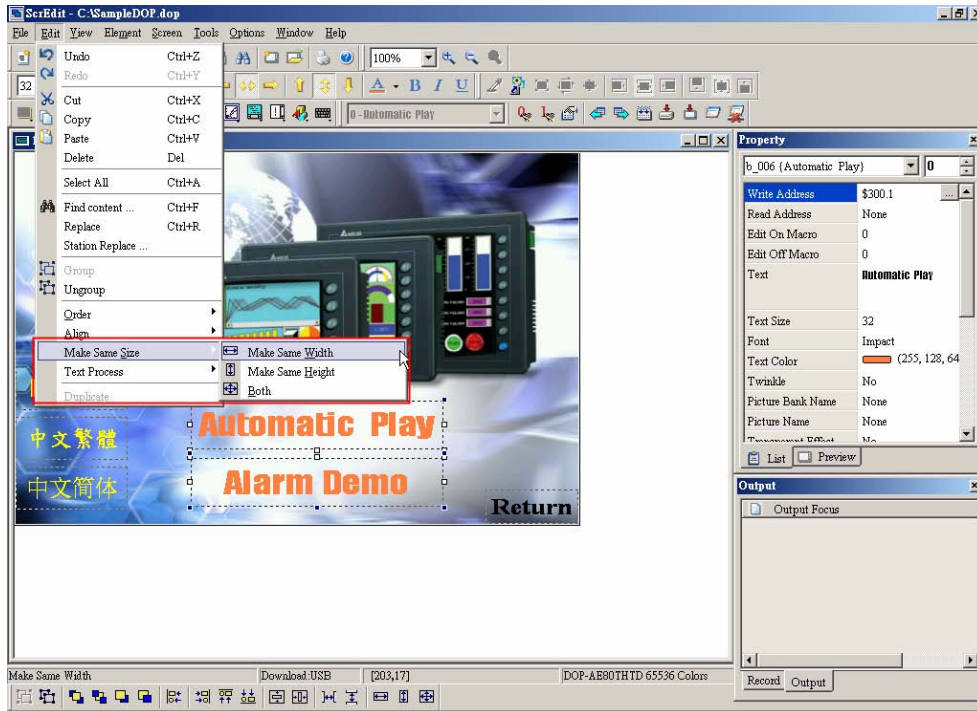 ScrEdit - C:\SampleDOP.dop
File Edit View Element Screen Tools Options Window Help
Undo Ctrl+Z
Redo Ctrl+Y
Cut Ctrl+X
Copy Ctrl+C
Paste Ctrl+V
Delete Del
Select All Ctrl+A
Find content ... Ctrl+F
Replace Ctrl+R
Station Replace ...
Group
Ungroup
Order
Align
Make Same Size
Text Process
Duplicate
Make Same Width
Make Same Height
Both
100%
32
A B I U
0 - Automatic Play
Automatic Play
Alarm Demo
中文繁體
中文简体
Return
Property
b_006 {Automatic Play} 0
Write Address $300.1 ...
Read Address None
Edit On Macro 0
Edit Off Macro 0
Text Automatic Play
Text Size 32
Font Impact
Text Color (255, 128, 64
Twinkle No
Picture Bank Name None
Picture Name None
Transparent Effect No
List Preview
Output
Output Focus
Record Output
Make Same Width Download:USB [203,17] DOP-AE80THTD 65536 Colors